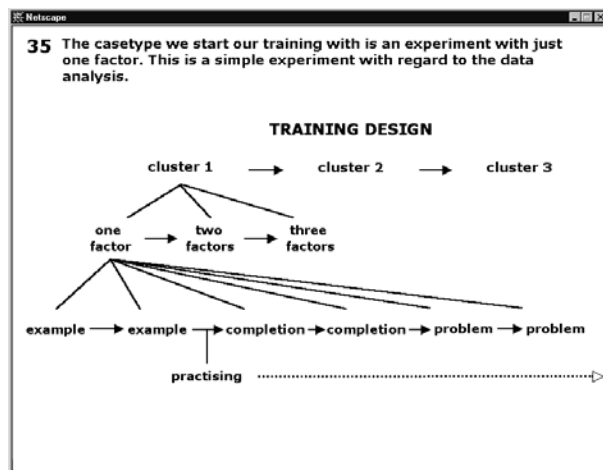 Netscape
35 The casetype we start our training with is an experiment with just
one factor. This is a simple experiment with regard to the data
analysis.
TRAINING DESIGN
cluster 1 cluster 2 cluster 3
one two three
factor factors factors
example example completion completion problem problem
practising